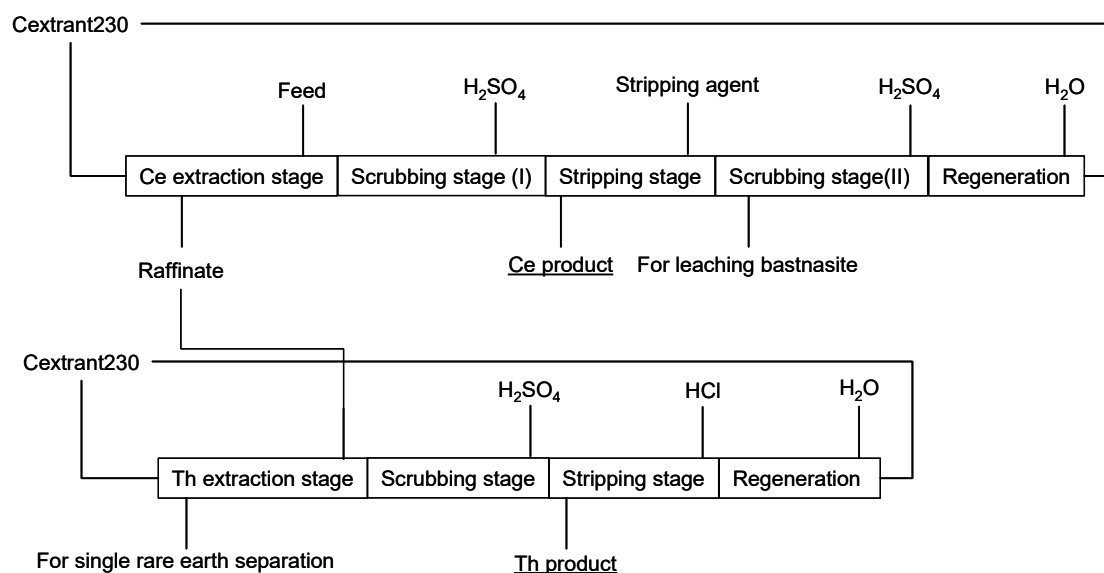 Cextrant230
Feed
H₂SO₄
Stripping agent
H₂SO₄
H₂O
Ce extraction stage
Scrubbing stage (I)
Stripping stage
Scrubbing stage(II)
Regeneration
Raffinate
Ce product
For leaching bastnasite
Cextrant230
H₂SO₄
HCl
H₂O
Th extraction stage
Scrubbing stage
Stripping stage
Regeneration
For single rare earth separation
Th product